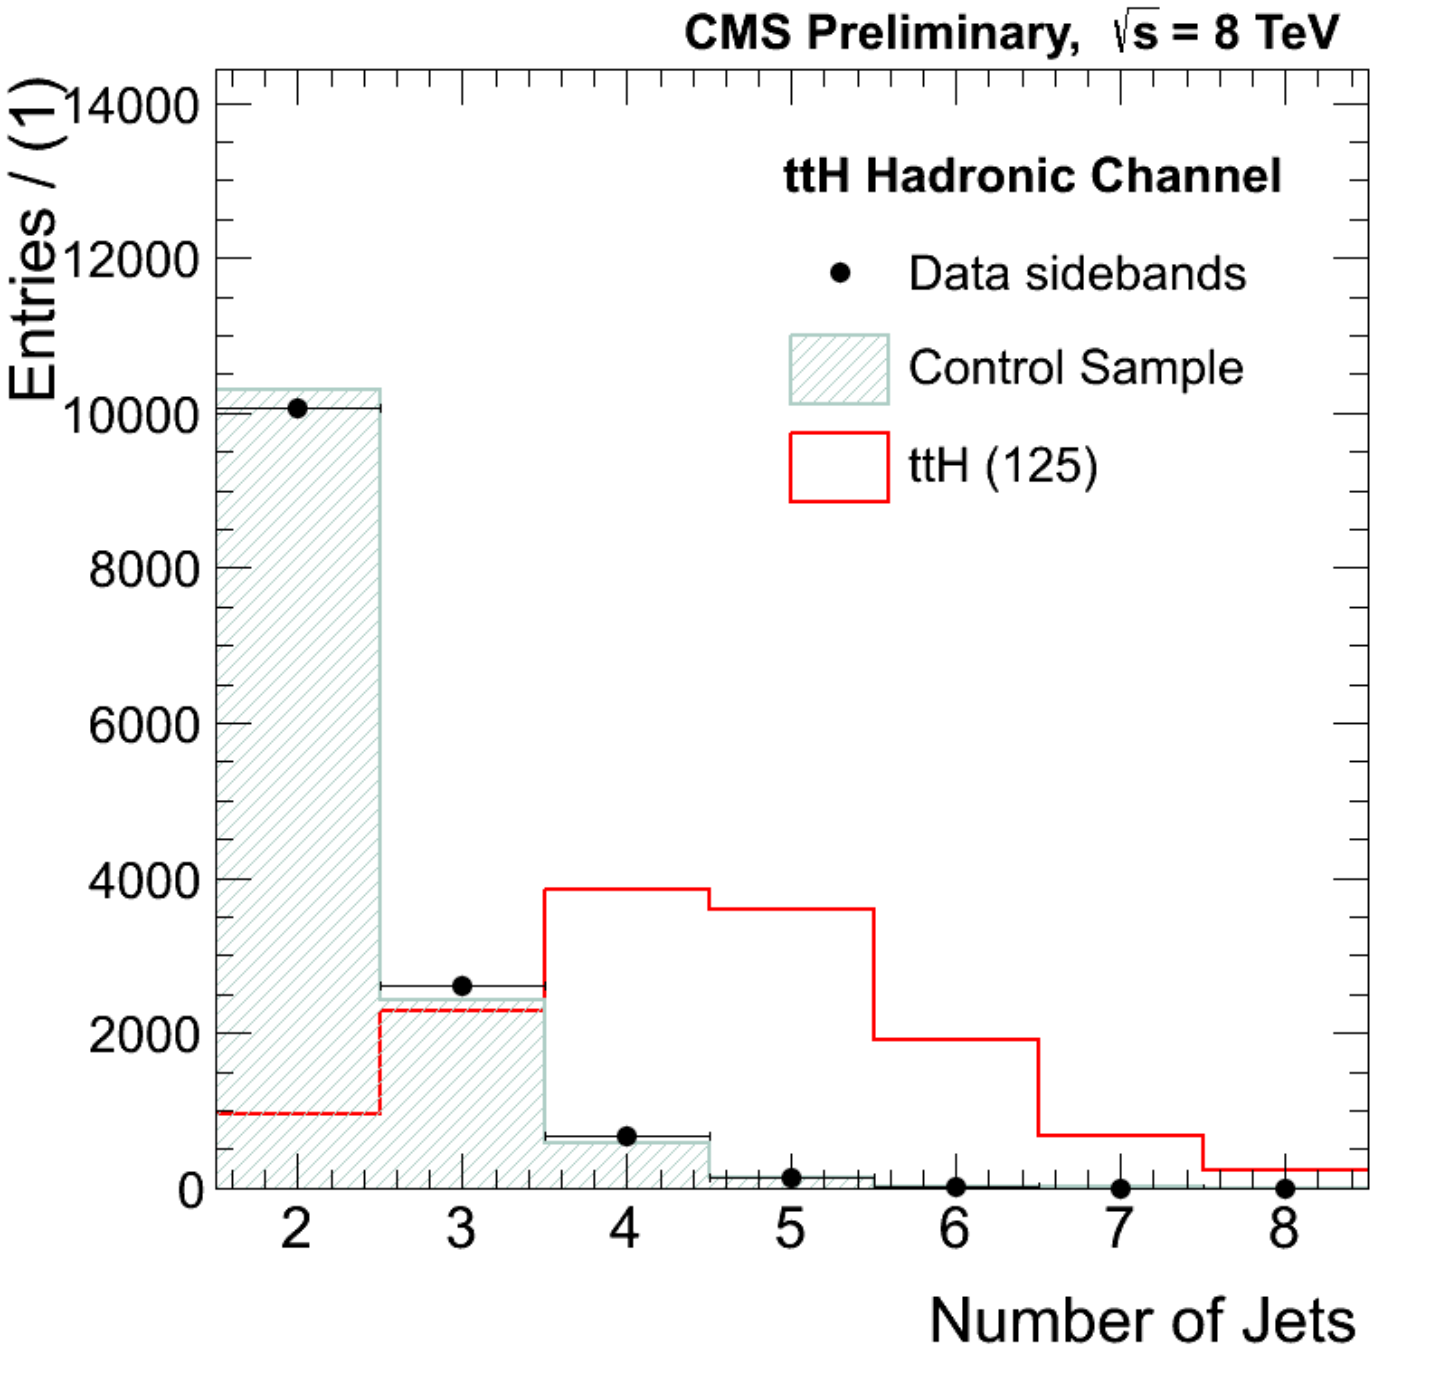 CMS Preliminary, √s = 8 TeV
Entries / (1)
14000
12000
10000
8000
6000
4000
2000
0
ttH Hadronic Channel
Data sidebands
Control Sample
ttH (125)
2 3 4 5 6 7 8
Number of Jets